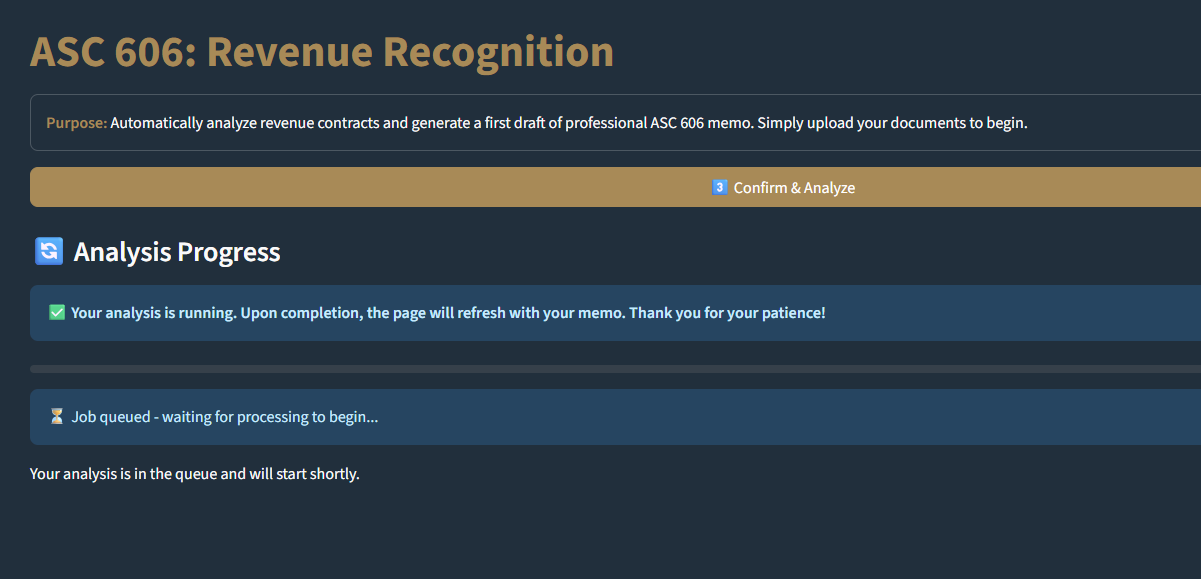 ASC 606: Revenue Recognition
Purpose: Automatically analyze revenue contracts and generate a first draft of professional ASC 606 memo. Simply upload your documents to begin.
3️⃣ Confirm & Analyze
🔄 Analysis Progress
✅ Your analysis is running. Upon completion, the page will refresh with your memo. Thank you for your patience!
⏳ Job queued - waiting for processing to begin...
Your analysis is in the queue and will start shortly.